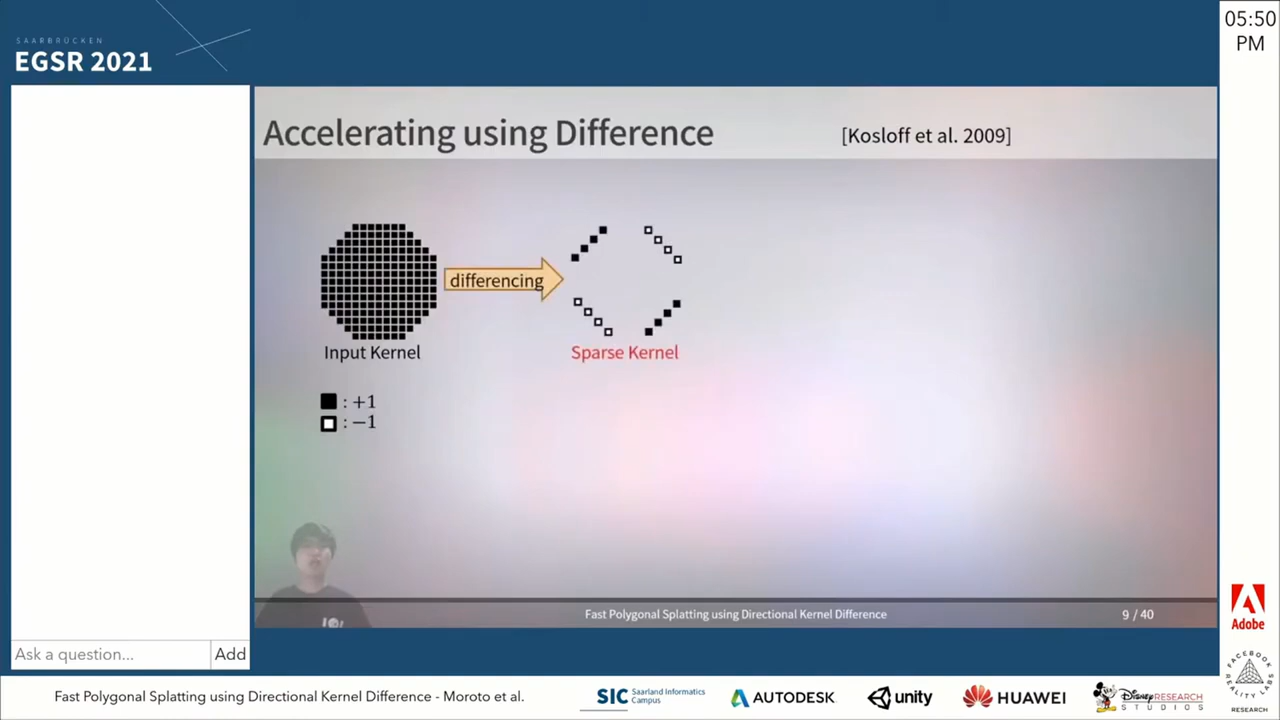 SAARBRÜCKEN
EGSR 2021
05:50
PM
Accelerating using Difference
[Kosloff et al. 2009]
differencing
Input Kernel
Sparse Kernel
: +1
: −1
Fast Polygonal Splatting using Directional Kernel Difference
9 / 40
Ask a question...
Add
Adobe
FACEBOOK
REALITY LABS
RESEARCH
Fast Polygonal Splatting using Directional Kernel Difference - Moroto et al.
SIC Saarland Informatics
Campus
AUTODESK
unity
HUAWEI
Disney RESEARCH
STUDIOS